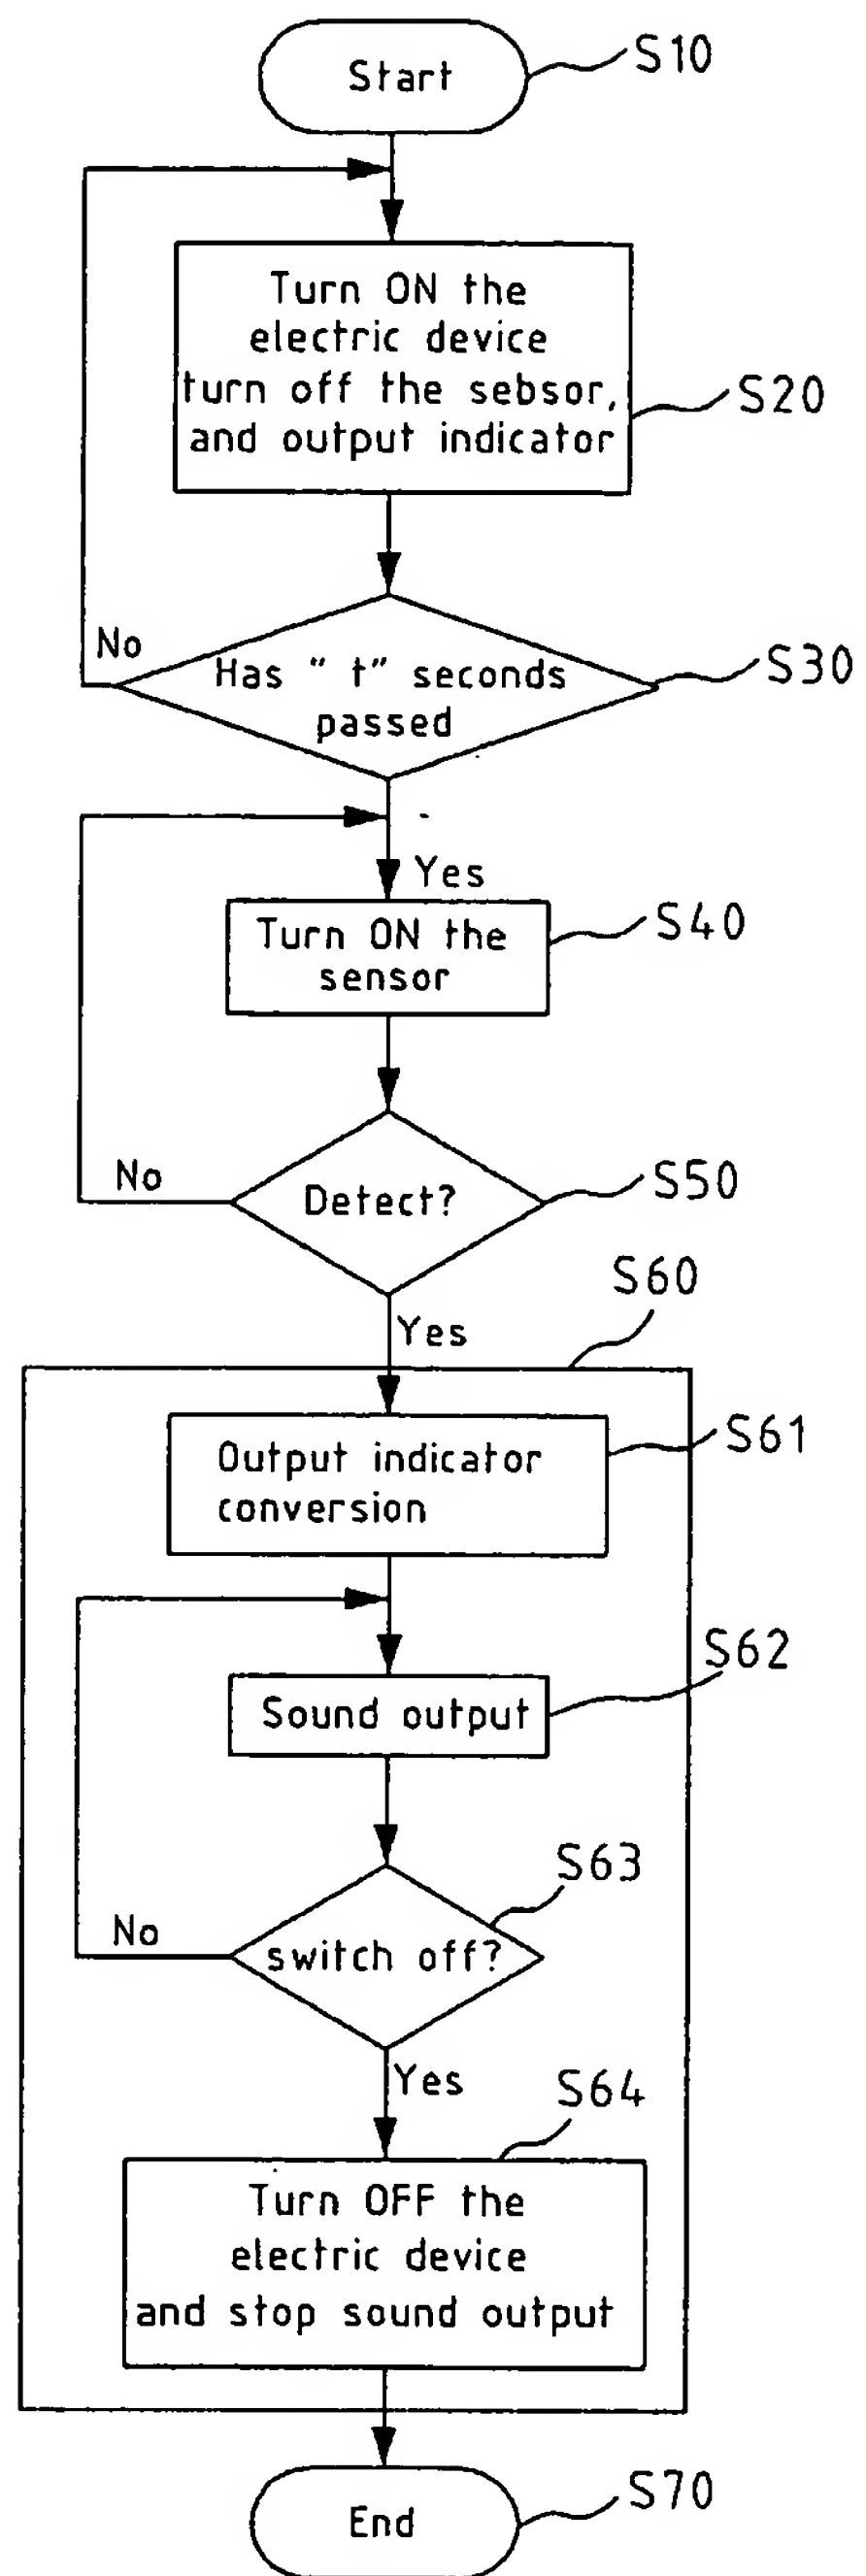 Start
S10
Turn ON the
electric device
turn off the sebsor,
and output indicator
S20
No
Has " t" seconds
passed
S30
Yes
Turn ON the
sensor
S40
No
Detect?
S50
Yes
S60
Output indicator
conversion
S61
Sound output
S62
No
switch off?
S63
Yes
S64
Turn OFF the
electric device
and stop sound output
End
S70